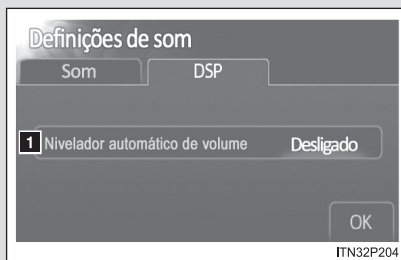 Definições de som
Som DSP
1 Nivelador automático de volume Desligado
OK
ITN32P204